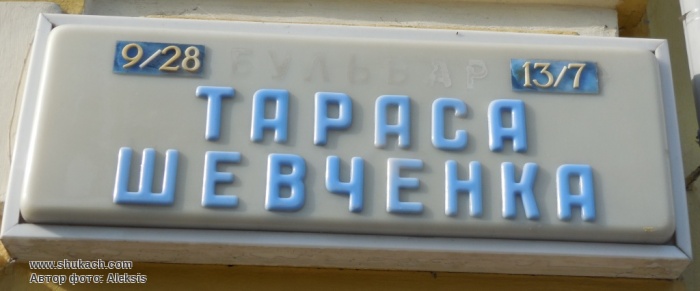 9/28 БУЛЬВАР 13/7
ТАРАСА
ШЕВЧЕНКА
www.shukach.com
Автор фото: Aleksis